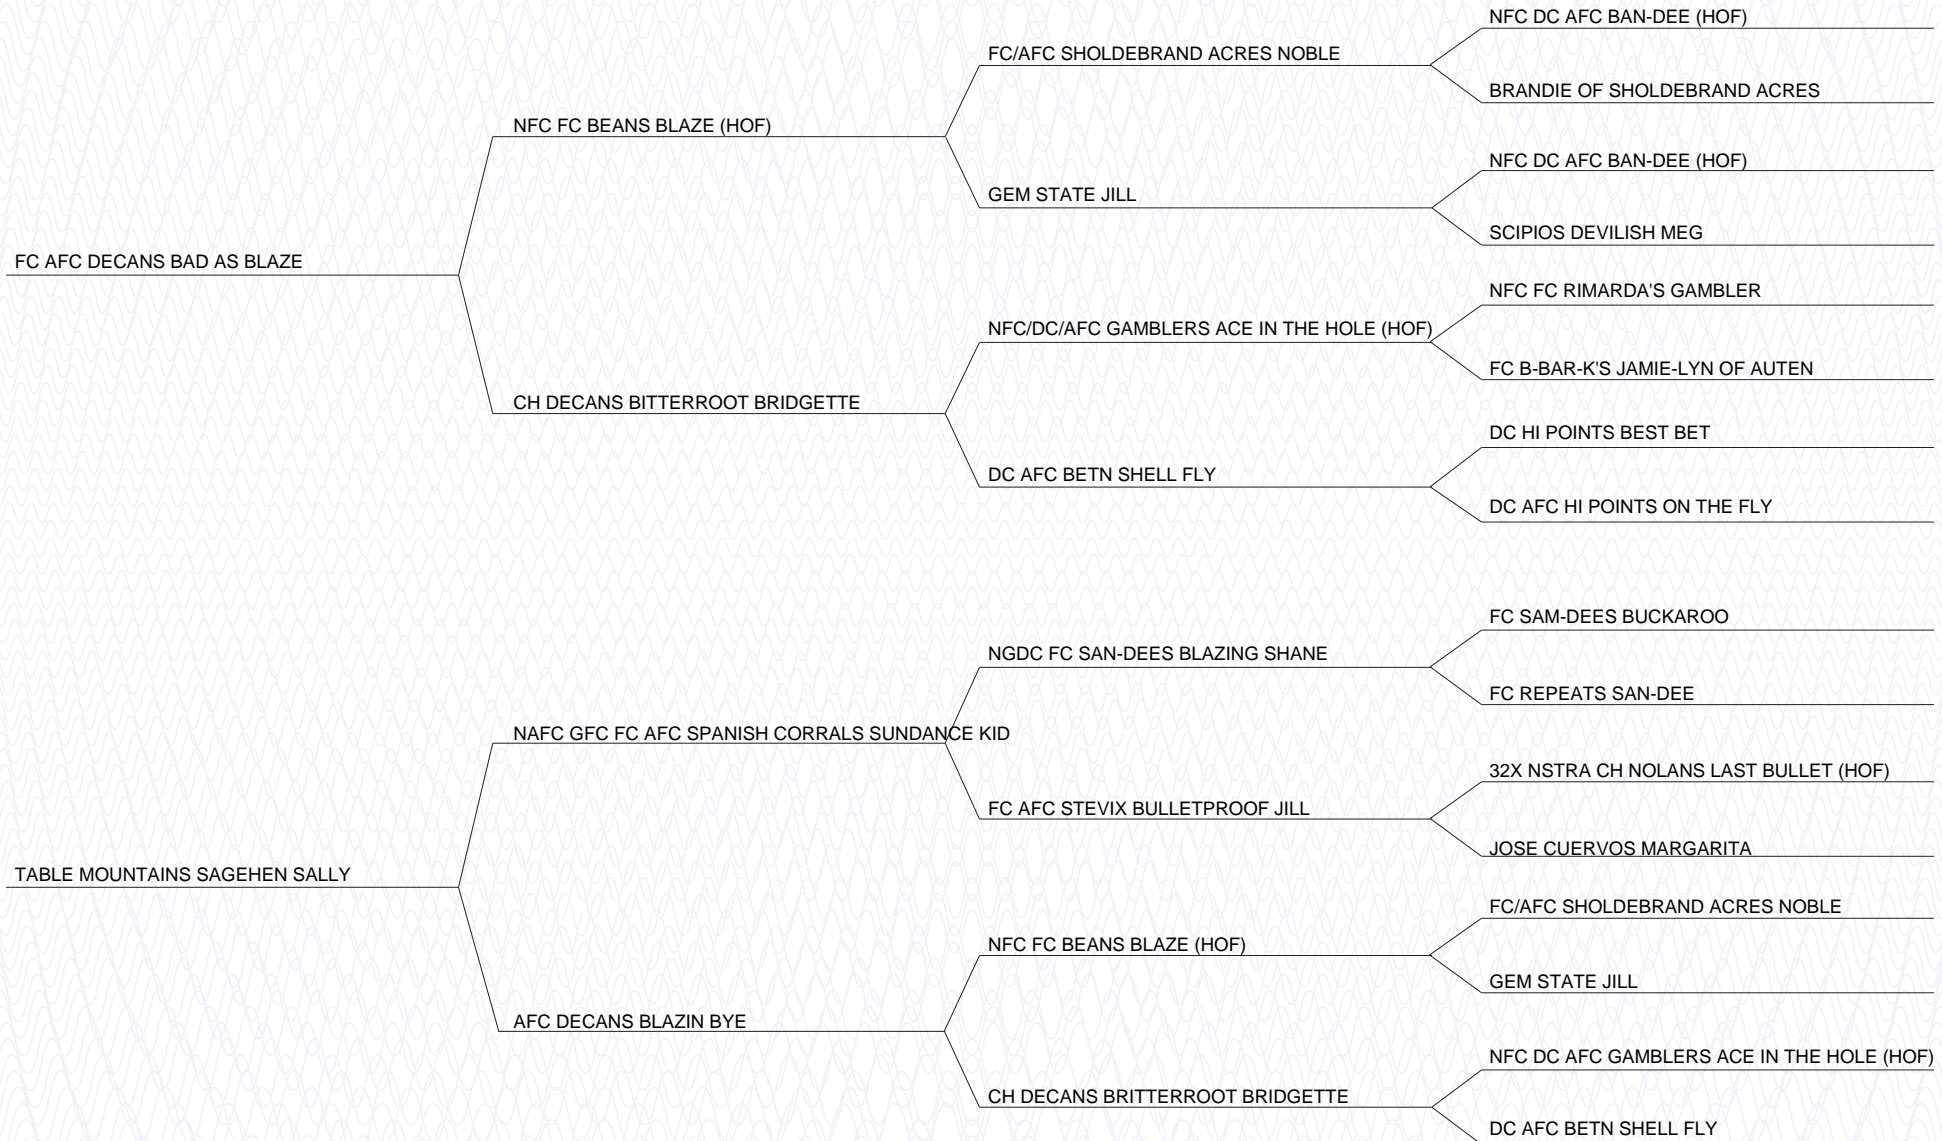 NFC DC AFC BAN-DEE (HOF)
FC/AFC SHOLDEBRAND ACRES NOBLE
BRANDIE OF SHOLDEBRAND ACRES
NFC FC BEANS BLAZE (HOF)
NFC DC AFC BAN-DEE (HOF)
GEM STATE JILL
SCIPIOS DEVILISH MEG
FC AFC DECANS BAD AS BLAZE
NFC FC RIMARDA'S GAMBLER
NFC/DC/AFC GAMBLERS ACE IN THE HOLE (HOF)
FC B-BAR-K'S JAMIE-LYN OF AUTEN
CH DECANS BITTERROOT BRIDGETTE
DC HI POINTS BEST BET
DC AFC BETN SHELL FLY
DC AFC HI POINTS ON THE FLY
FC SAM-DEES BUCKAROO
NGDC FC SAN-DEES BLAZING SHANE
FC REPEATS SAN-DEE
NAFC GFC FC AFC SPANISH CORRALS SUNDANCE KID
32X NSTRA CH NOLANS LAST BULLET (HOF)
FC AFC STEVIX BULLETPROOF JILL
JOSE CUERVOS MARGARITA
TABLE MOUNTAINS SAGEHEN SALLY
FC/AFC SHOLDEBRAND ACRES NOBLE
NFC FC BEANS BLAZE (HOF)
GEM STATE JILL
AFC DECANS BLAZIN BYE
NFC DC AFC GAMBLERS ACE IN THE HOLE (HOF)
CH DECANS BRITTERROOT BRIDGETTE
DC AFC BETN SHELL FLY